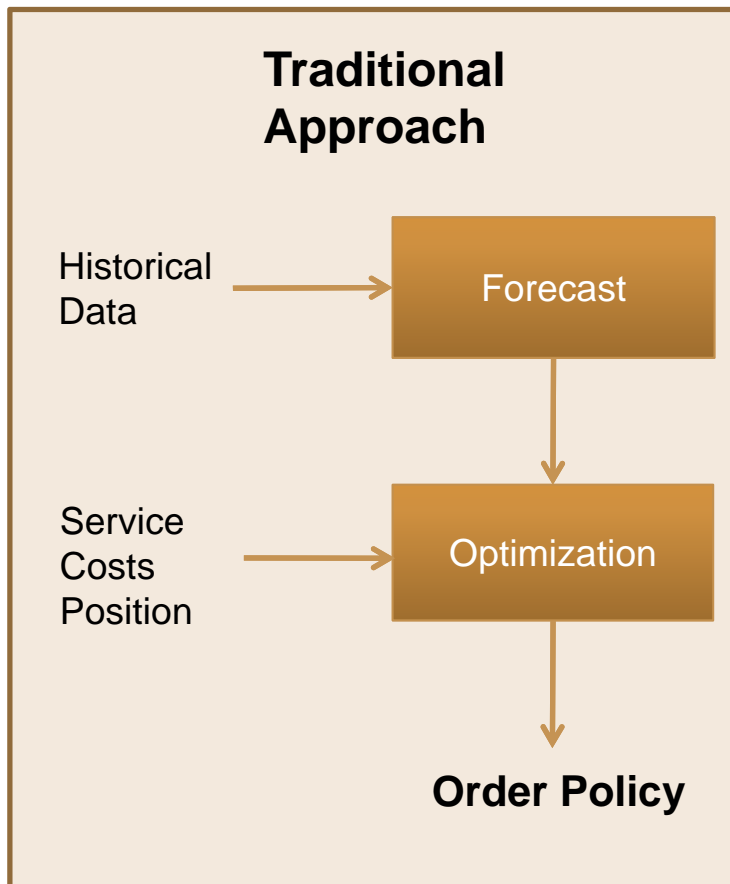 Traditional
Approach
Historical
Data
Forecast
Service
Costs
Position
Optimization
Order Policy